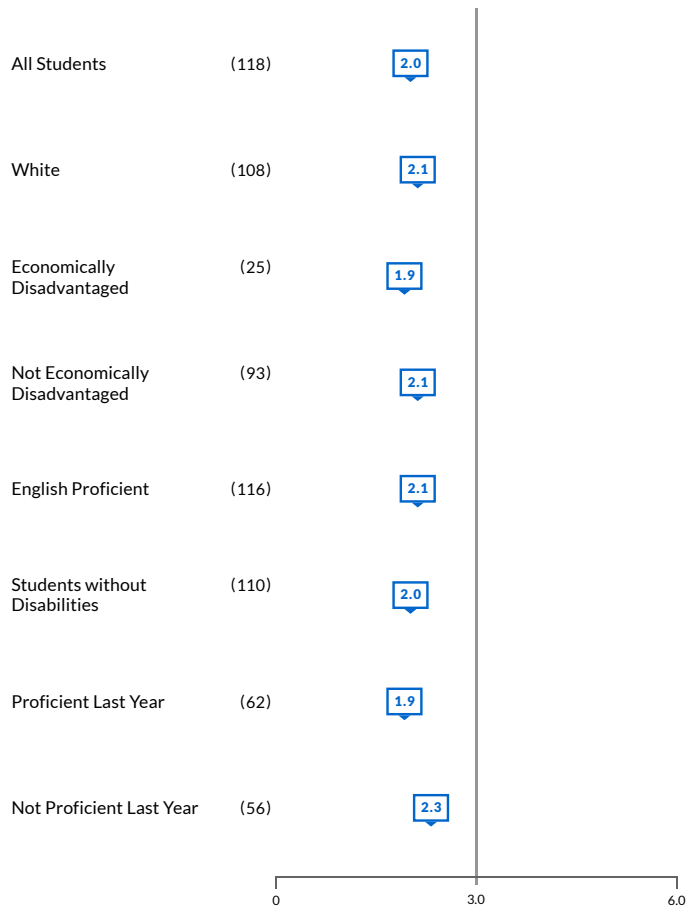 All Students (118) 2.0
White (108) 2.1
Economically (25) 1.9
Disadvantaged
Not Economically (93) 2.1
Disadvantaged
English Proficient (116) 2.1
Students without (110) 2.0
Disabilities
Proficient Last Year (62) 1.9
Not Proficient Last Year (56) 2.3
0 3.0 6.0